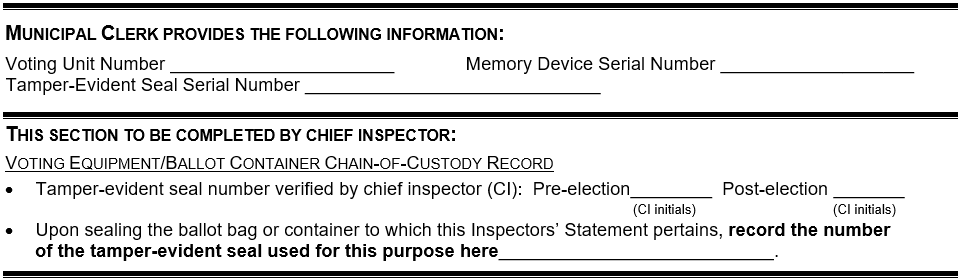 MUNICIPAL CLERK PROVIDES THE FOLLOWING INFORMATION:
Voting Unit Number ______________________ Memory Device Serial Number ___________________
Tamper-Evident Seal Serial Number _____________________________
THIS SECTION TO BE COMPLETED BY CHIEF INSPECTOR:
VOTING EQUIPMENT/BALLOT CONTAINER CHAIN-OF-CUSTODY RECORD
• Tamper-evident seal number verified by chief inspector (CI): Pre-election________ Post-election _______
(CI initials) (CI initials)
• Upon sealing the ballot bag or container to which this Inspectors’ Statement pertains, record the number
of the tamper-evident seal used for this purpose here___________________________.